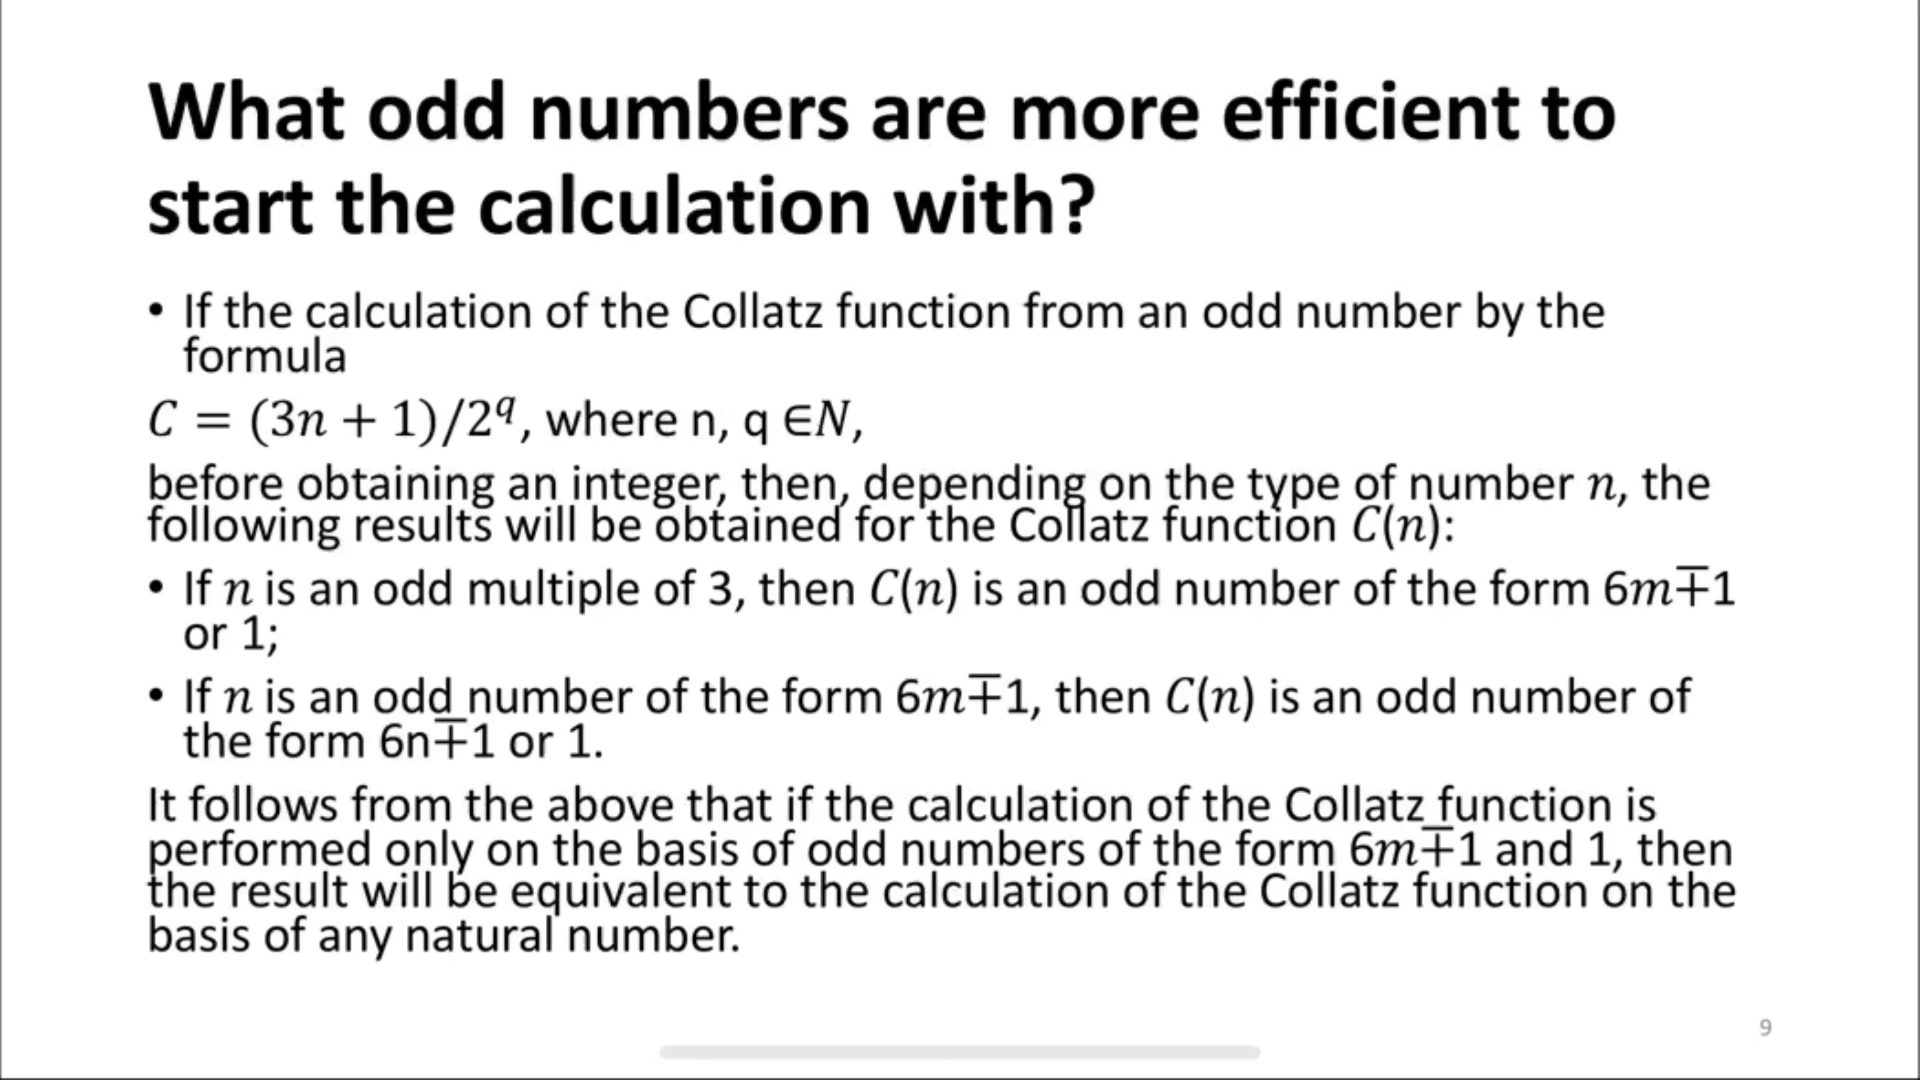 What odd numbers are more efficient to
start the calculation with?
• If the calculation of the Collatz function from an odd number by the
formula
C = (3n + 1)/2^q, where n, q ∈N,
before obtaining an integer, then, depending on the type of number n, the
following results will be obtained for the Collatz function C(n):
• If n is an odd multiple of 3, then C(n) is an odd number of the form 6m∓1
or 1;
• If n is an odd number of the form 6m∓1, then C(n) is an odd number of
the form 6n∓1 or 1.
It follows from the above that if the calculation of the Collatz function is
performed only on the basis of odd numbers of the form 6m∓1 and 1, then
the result will be equivalent to the calculation of the Collatz function on the
basis of any natural number.
9